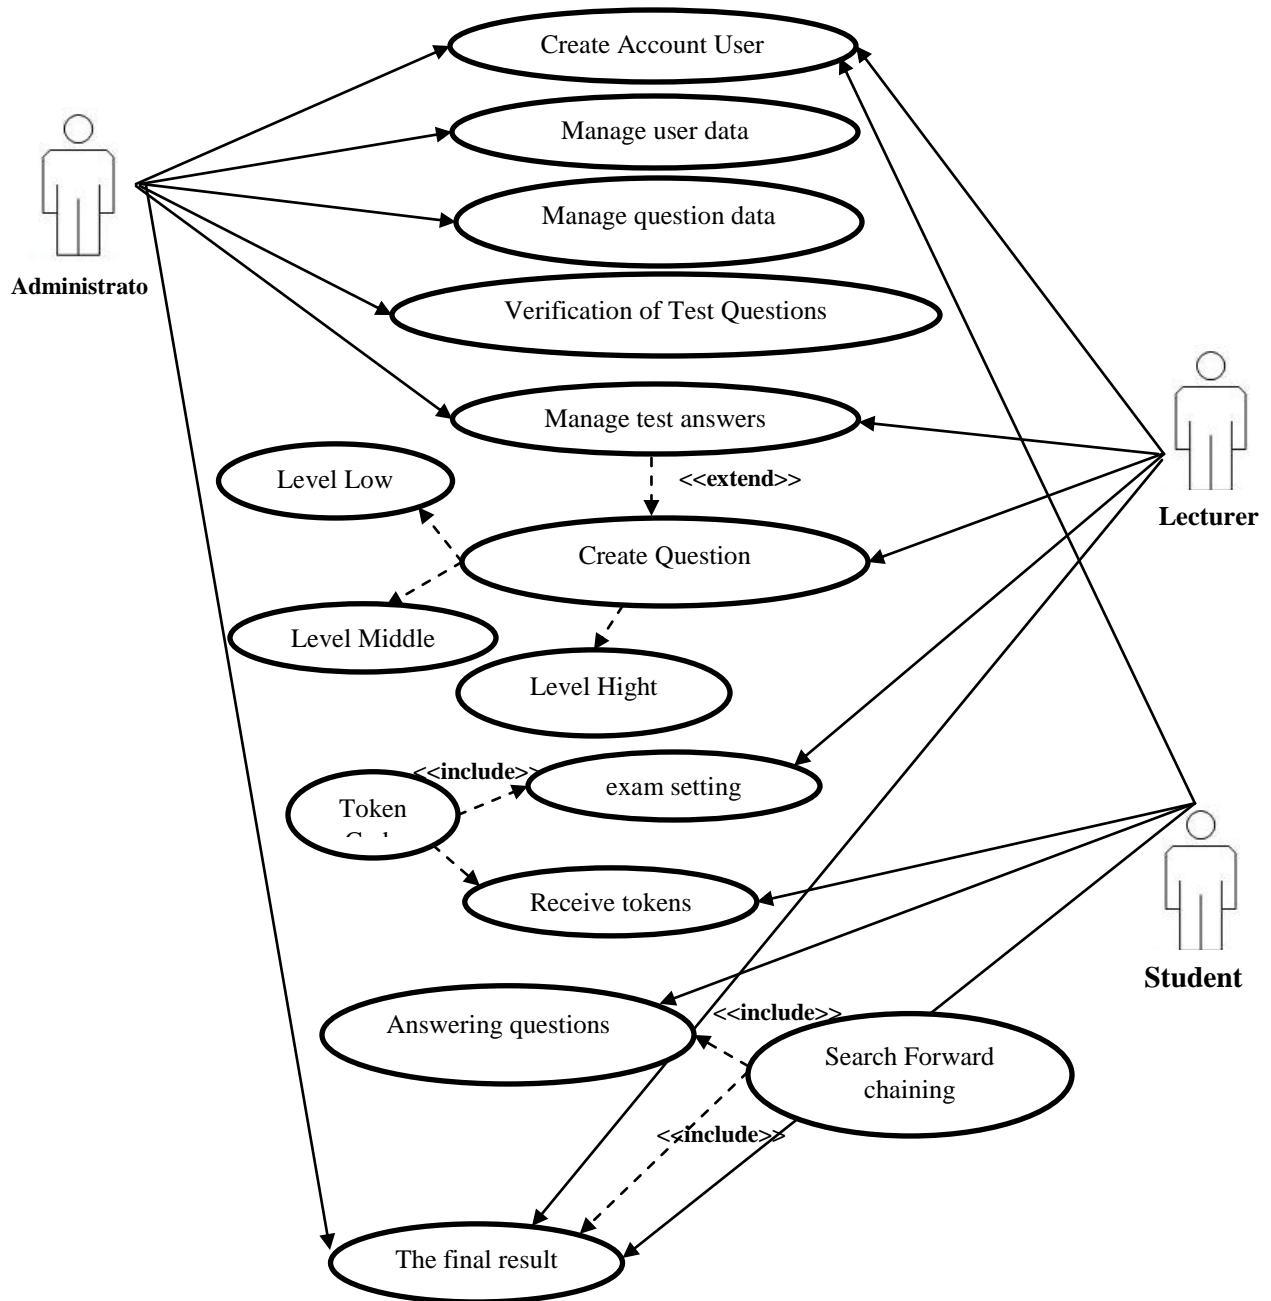 Create Account User
Manage user data
Manage question data
Administrato
Verification of Test Questions
Manage test answers
Level Low
<<extend>>
Lecturer
Create Question
Level Middle
Level Hight
<<include>>
exam setting
Token
Receive tokens
Student
Answering questions
<<include>>
Search Forward
chaining
<<include>>
The final result